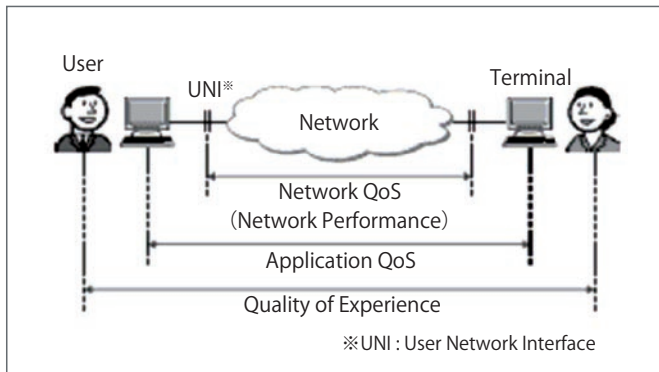 User
UNI※
Terminal
Network
Network QoS
(Network Performance)
Application QoS
Quality of Experience
※UNI : User Network Interface